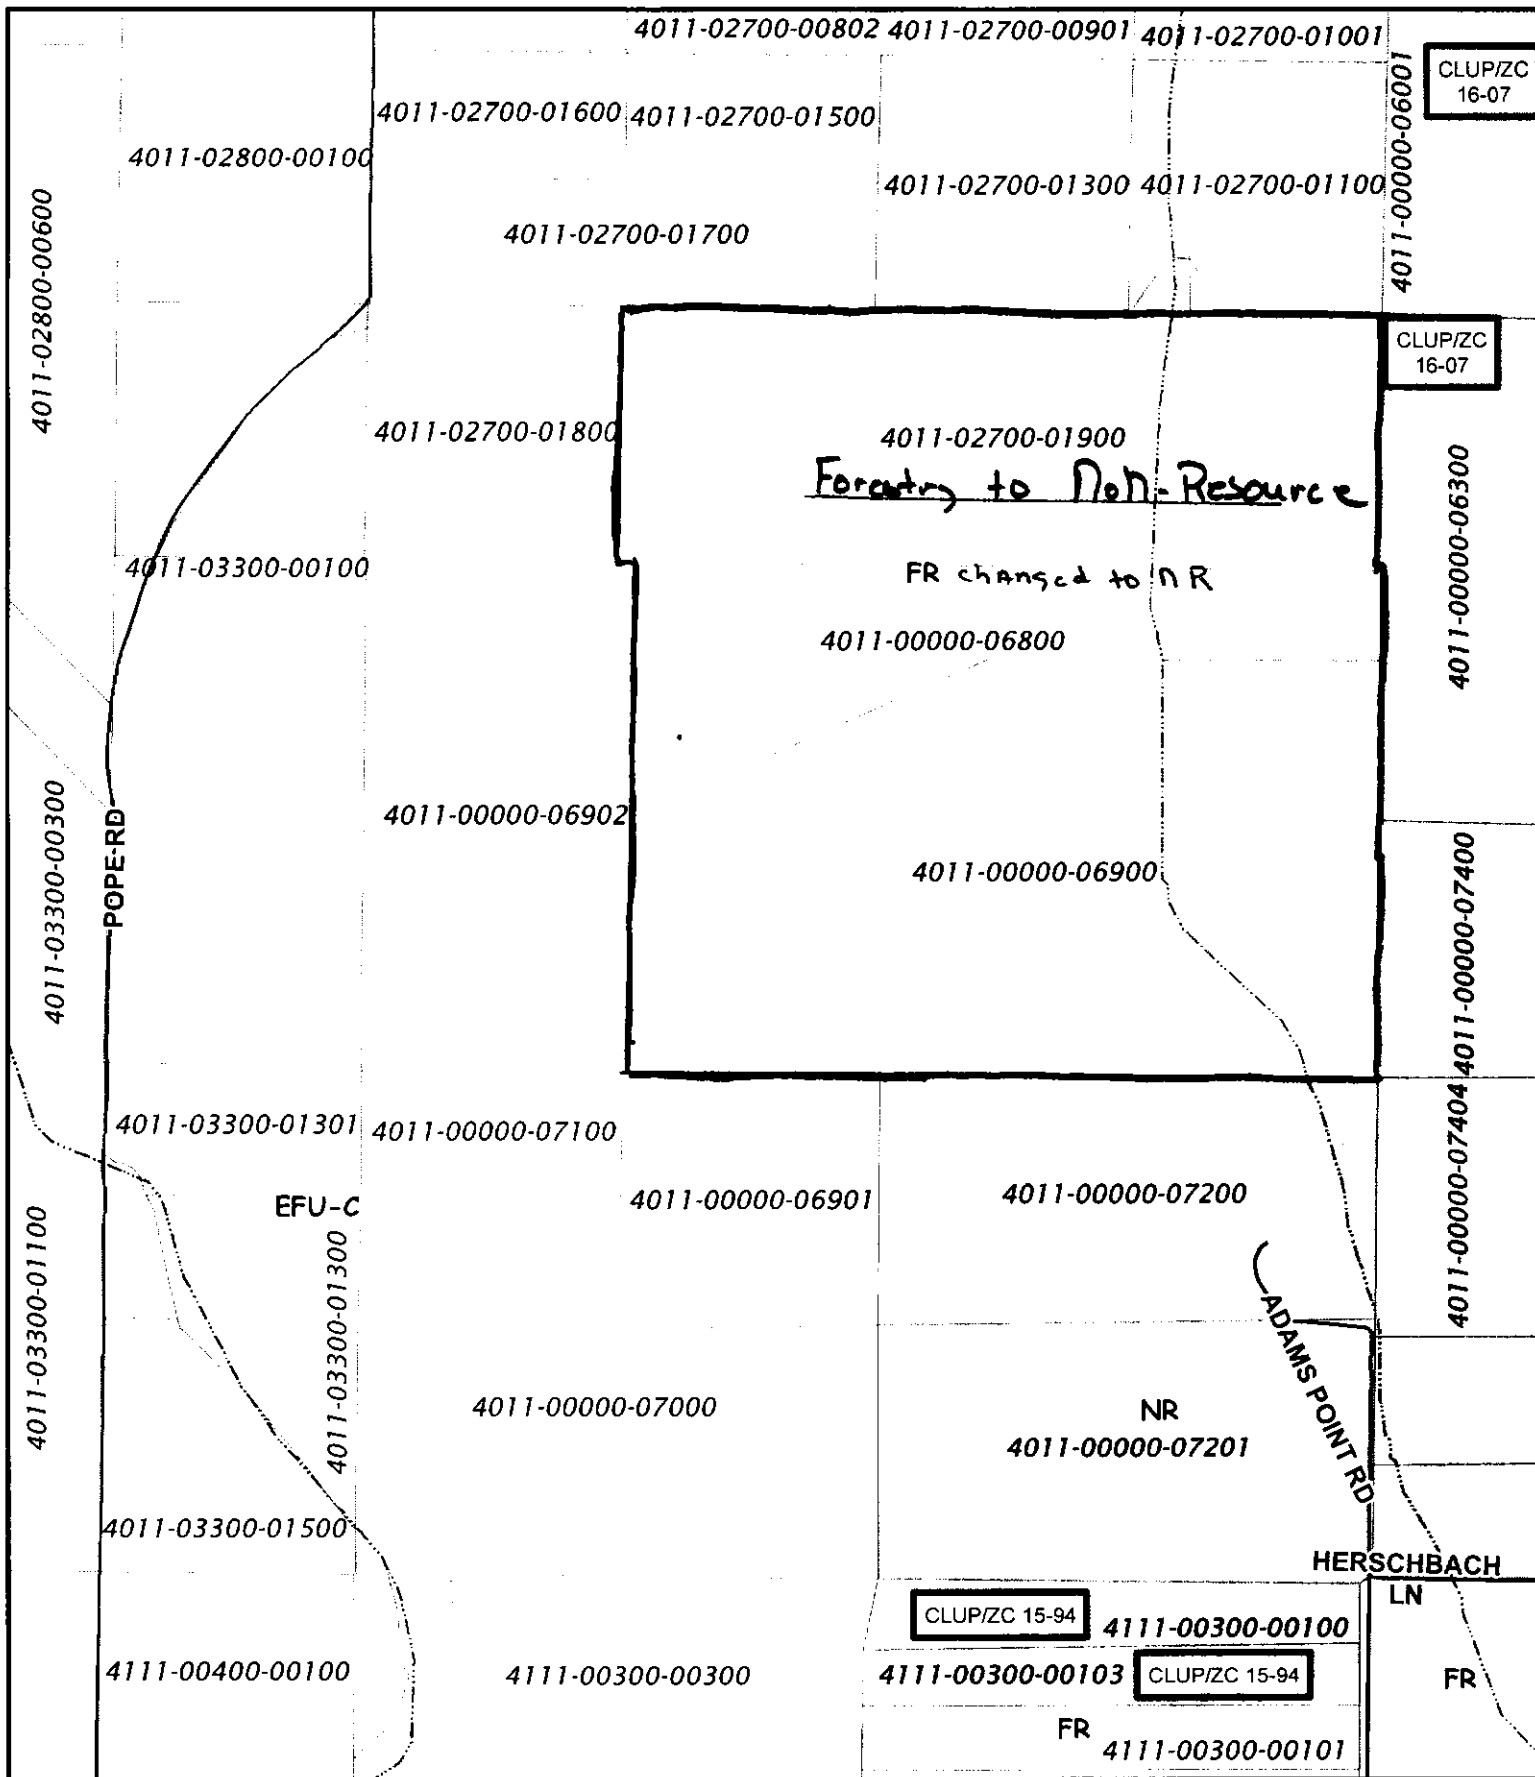 4011-02700-00802 4011-02700-00901 4011-02700-01001
CLUP/ZC
16-07
4011-00000-06001
4011-02700-01600 4011-02700-01500
4011-02800-00100
4011-02700-01300 4011-02700-01100
4011-02800-00600
4011-02700-01700
CLUP/ZC
16-07
4011-02700-01800
4011-02700-01900
Forestry to Non-Resource
4011-03300-00100
FR changed to NR
4011-00000-06300
4011-00000-06800
4011-00000-06902
POPE RD
4011-03300-00300
4011-00000-06900
4011-00000-07400
4011-03300-01301 4011-00000-07100
4011-00000-07404
4011-00000-06901
4011-00000-07200
EFU-C
4011-03300-01100
4011-03300-01300
ADAMS POINT RD
4011-00000-07000
NR
4011-00000-07201
4011-03300-01500
HERSCHBACH
LN
CLUP/ZC 15-94
4111-00300-00100
4111-00400-00100
4111-00300-00300
4111-00300-00103
CLUP/ZC 15-94
FR
FR
4111-00300-00101